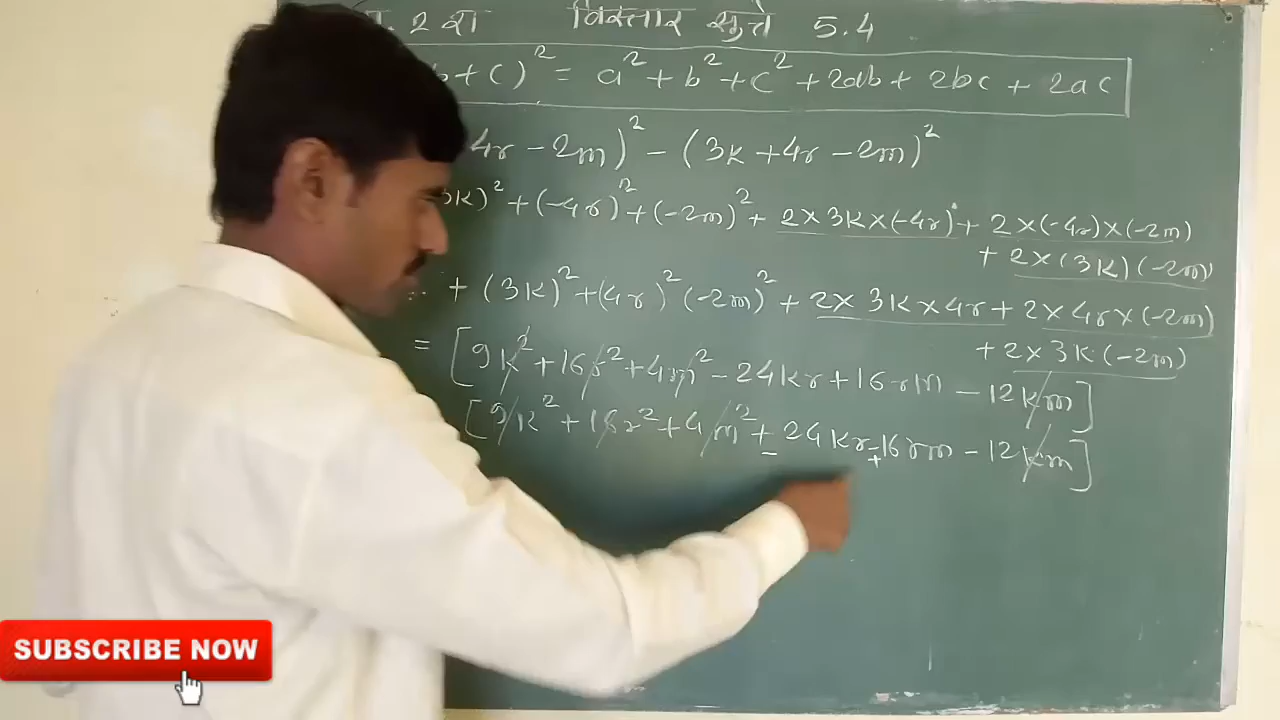 2 रा विस्तार सुत्रे 5.4
b+c)² = a² + b² + c² + 2ab + 2bc + 2ac
4r - 2m)² - (3k + 4r - 2m)²
3k)² + (-4r)² + (-2m)² + 2×3k×(-4r) + 2×(-4r)×(-2m)
+ 2×(3k)(-2m)
+ (3k)² + (4r)² (-2m)² + 2×3k×4r + 2×4r×(-2m)
+ 2×3k(-2m)
= [9k² + 16r² + 4m² - 24kr + 16rm - 12km]
[9k² + 16r² + 4m² + 24kr - 16rm - 12km]
- +
SUBSCRIBE NOW